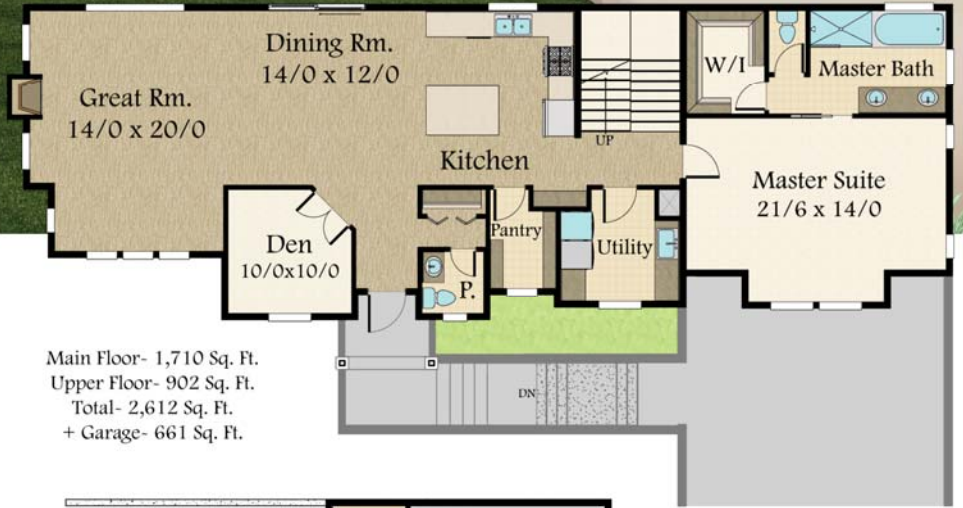 Dining Rm.
14/0 x 12/0
Great Rm.
14/0 x 20/0
W/I
Master Bath
UP
Kitchen
Master Suite
21/6 x 14/0
Den
10/0x10/0
Pantry
Utility
P.
DN
Main Floor- 1,710 Sq. Ft.
Upper Floor- 902 Sq. Ft.
Total- 2,612 Sq. Ft.
+ Garage- 661 Sq. Ft.